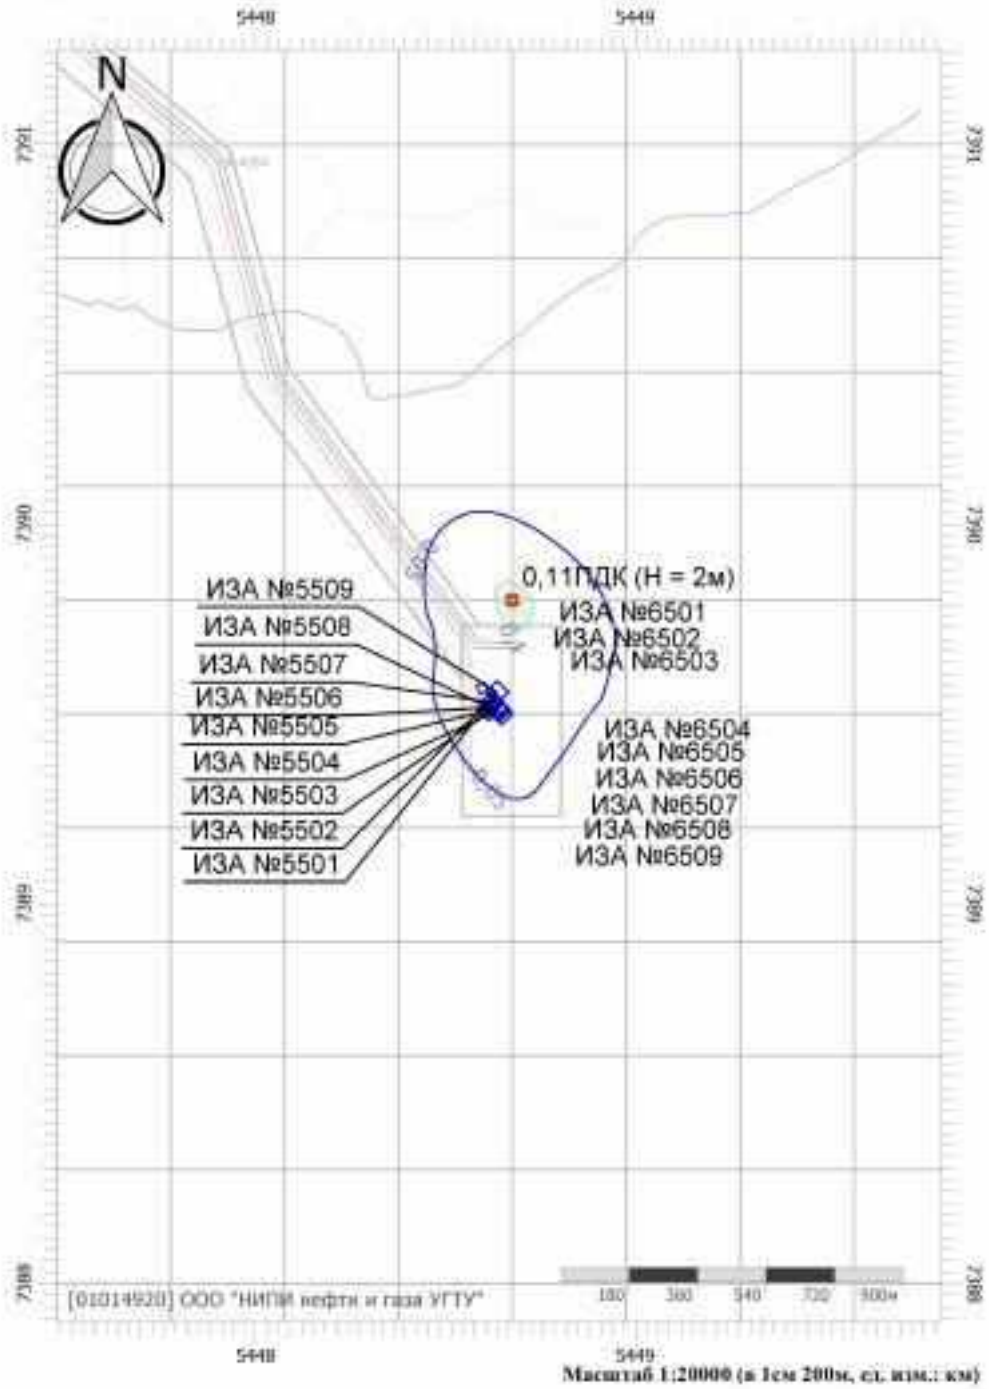 5448 5449
N
7391 7391
7390 7390
0,11ПДК (H = 2м)
ИЗА №5509
ИЗА №6501
ИЗА №5508
ИЗА №6502
ИЗА №5507
ИЗА №6503
ИЗА №5506
ИЗА №5505
ИЗА №6504
ИЗА №6505
ИЗА №5504
ИЗА №6506
ИЗА №5503
ИЗА №6507
ИЗА №5502
ИЗА №6508
ИЗА №5501
ИЗА №6509
7389 7389
7388 7388
[01014920] ООО "НИПИ нефти и газа УГТУ"
180 360 540 720 900м
5448 5449
Масштаб 1:20000 (в 1см 200м, ед. изм.: км)